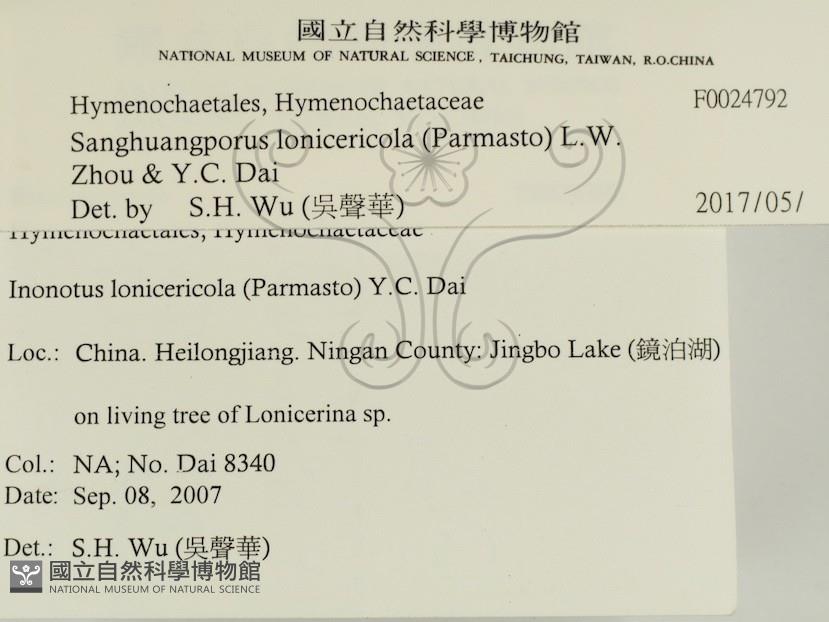 國立自然科學博物館
NATIONAL MUSEUM OF NATURAL SCIENCE, TAICHUNG, TAIWAN, R.O.CHINA
Hymenochaetales, Hymenochaetaceae F0024792
Sanghuangporus lonicericola (Parmasto) L.W.
Zhou & Y.C. Dai
Det. by S.H. Wu (吳聲華) 2017/05/
Hymenochaetales, Hymenochaetaceae
Inonotus lonicericola (Parmasto) Y.C. Dai
Loc.: China. Heilongjiang. Ningan County: Jingbo Lake (鏡泊湖)
on living tree of Lonicerina sp.
Col.: NA; No. Dai 8340
Date: Sep. 08, 2007
Det.: S.H. Wu (吳聲華)
國立自然科學博物館
NATIONAL MUSEUM OF NATURAL SCIENCE